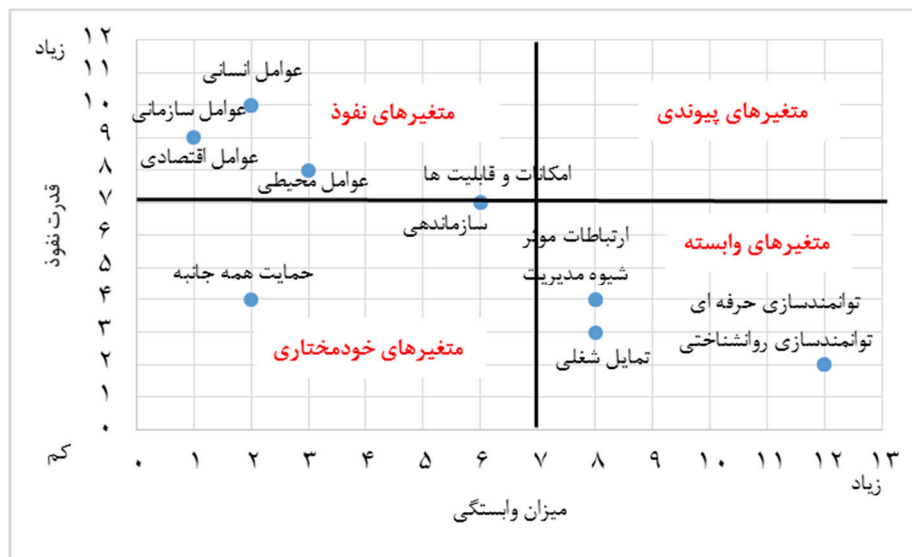 ۱۲
زیاد
۱۱
عوامل انسانی
۱۰
متغیرهای پیوندی
متغیرهای نفوذ
عوامل سازمانی
۹
عوامل اقتصادی
۸
عوامل محیطی
امکانات و قابلیت ها
۷
سازماندهی
قدرت نفوذ
۶
ارتباطات موثر
متغیرهای وابسته
۵
حمایت همه جانبه
شیوه مدیریت
۴
توانمندسازی حرفه ای
۳
متغیرهای خودمختاری
تمایل شغلی
توانمندسازی روانشناختی
۲
۱
۰
کم
۰ ۱ ۲ ۳ ۴ ۵ ۶ ۷ ۸ ۹ ۱۰ ۱۱ ۱۲ ۱۳
زیاد
میزان وابستگی